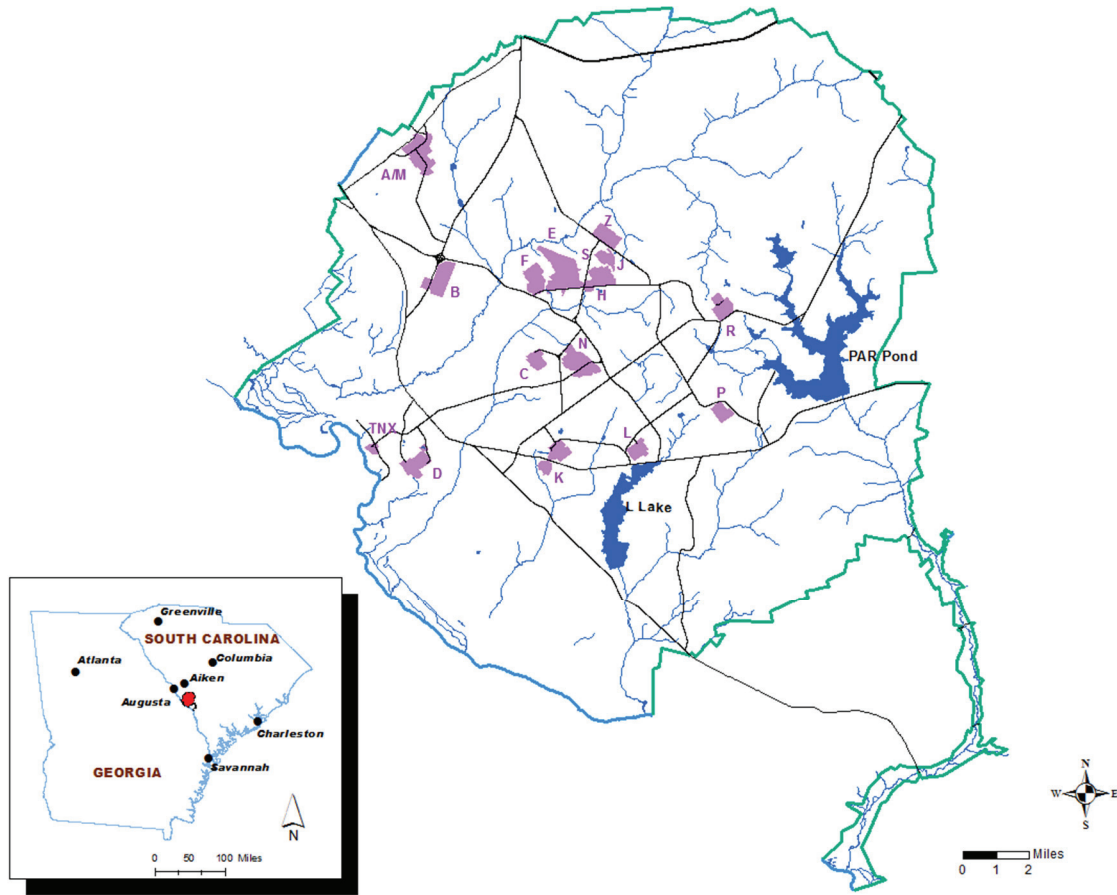 A/M
Z
E
S
J
F
H
B
R
N
C
PAR Pond
P
TNX
L
D
K
L Lake
Greenville
SOUTH CAROLINA
Atlanta
Columbia
Aiken
Augusta
Charleston
Savannah
GEORGIA
N
0 50 100 Miles
N
W E
S
Miles
0 1 2